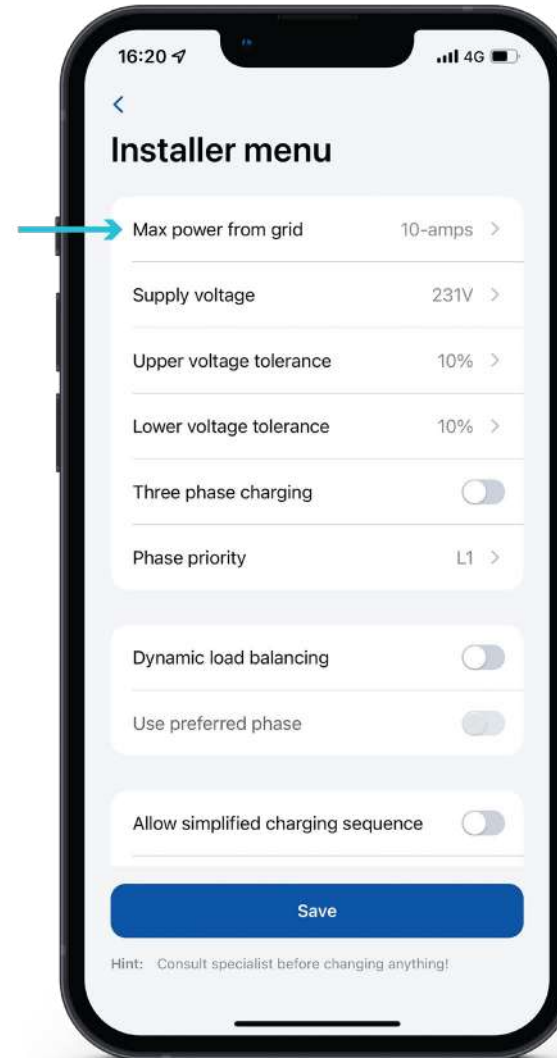 16:20 4G
Installer menu
Max power from grid 10-amps
Supply voltage 231V
Upper voltage tolerance 10%
Lower voltage tolerance 10%
Three phase charging
Phase priority L1
Dynamic load balancing
Use preferred phase
Allow simplified charging sequence
Save
Hint: Consult specialist before changing anything!